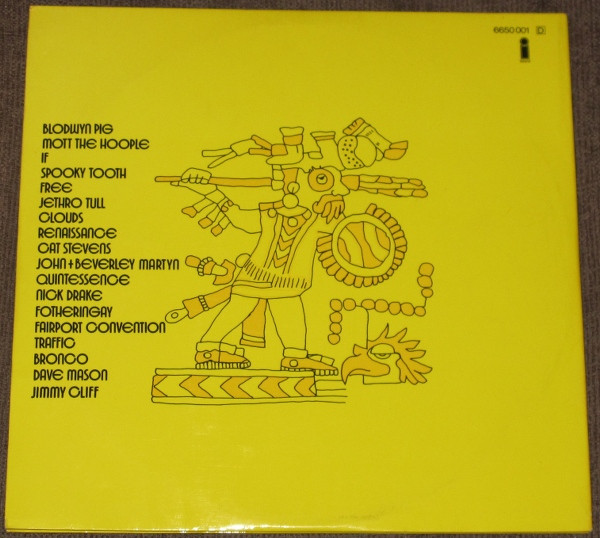 6650 001 D
i
BLODWYN PIG
MOTT THE HOOPLE
IF
SPOOKY TOOTH
FREE
JETHRO TULL
CLOUDS
RENAISSANCE
CAT STEVENS
JOHN + BEVERLEY MARTYN
QUINTESSENCE
NICK DRAKE
FOTHERINGAY
FAIRPORT CONVENTION
TRAFFIC
BRONCO
DAVE MASON
JIMMY CLIFF